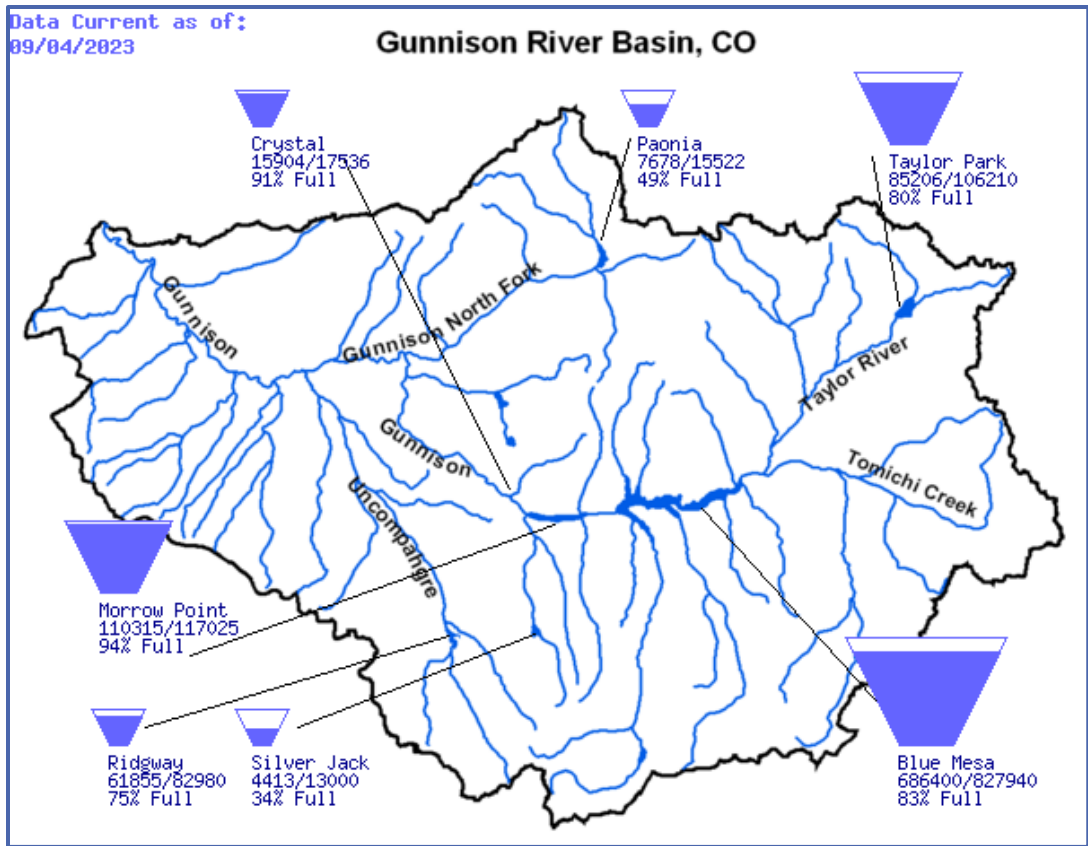 Data Current as of:
09/04/2023
Gunnison River Basin, CO
Crystal
15904/17536
91% Full
Paonia
7678/15522
49% Full
Taylor Park
85206/106210
80% Full
Gunnison
Gunnison North Fork
Taylor River
Gunnison
Tomichi Creek
Uncompahgre
Morrow Point
110315/117025
94% Full
Ridgway
61855/82980
75% Full
Silver Jack
4413/13000
34% Full
Blue Mesa
686400/827940
83% Full